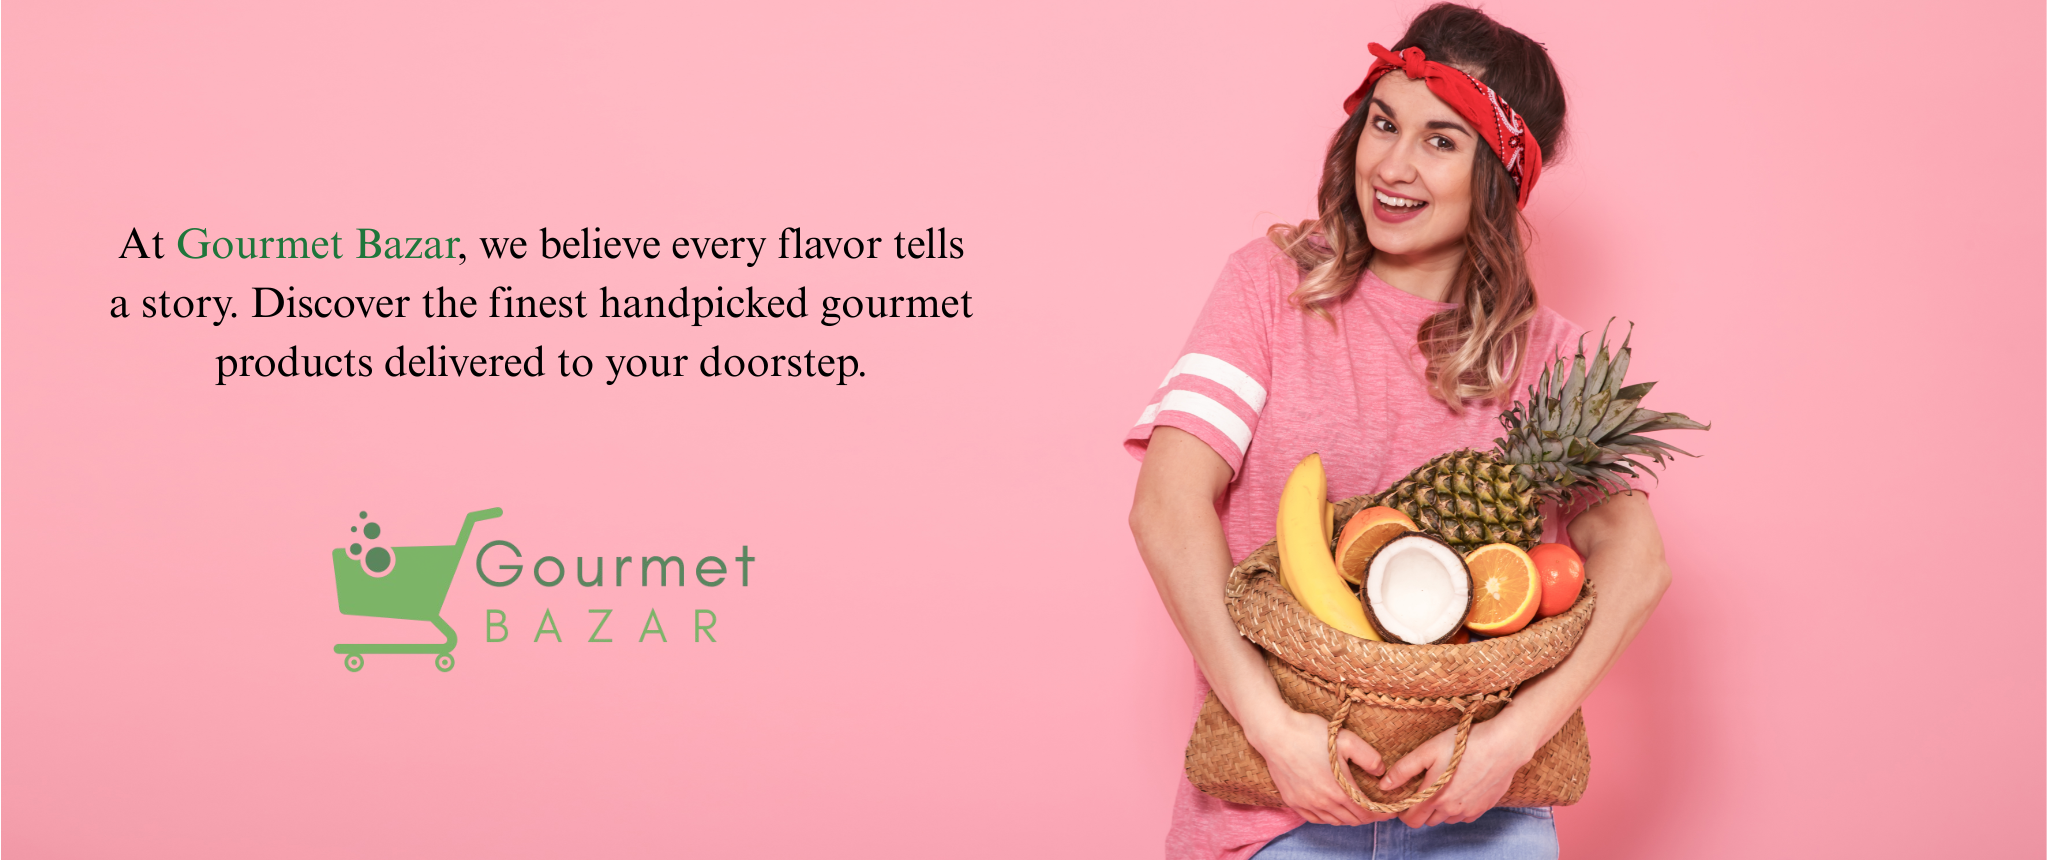 At Gourmet Bazar, we believe every flavor tells
a story. Discover the finest handpicked gourmet
products delivered to your doorstep.
Gourmet
BAZAR